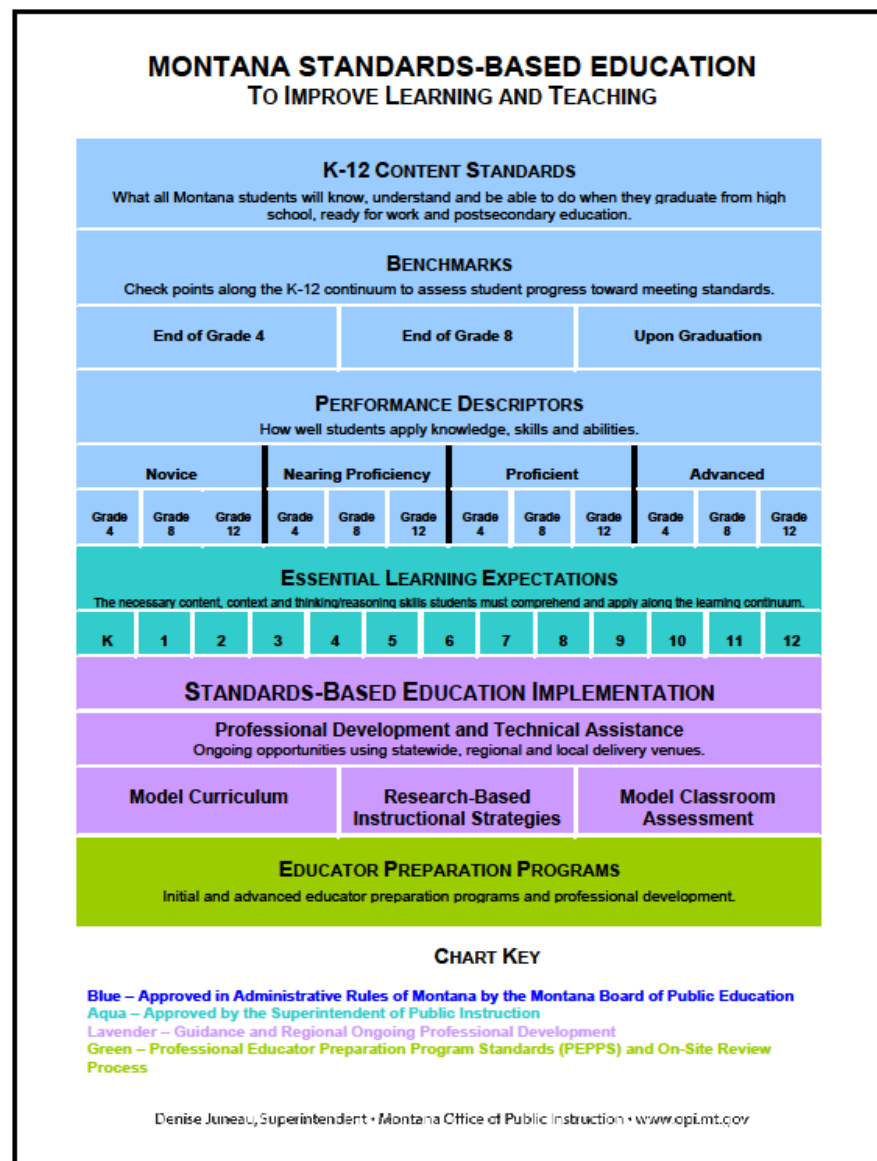 MONTANA STANDARDS-BASED EDUCATION
TO IMPROVE LEARNING AND TEACHING
K-12 CONTENT STANDARDS
What all Montana students will know, understand and be able to do when they graduate from high
school, ready for work and postsecondary education.
BENCHMARKS
Check points along the K-12 continuum to assess student progress toward meeting standards.
End of Grade 4 End of Grade 8 Upon Graduation
PERFORMANCE DESCRIPTORS
How well students apply knowledge, skills and abilities.
Novice Nearing Proficiency Proficient Advanced
Grade Grade Grade Grade Grade Grade Grade Grade Grade Grade Grade Grade
4 8 12 4 8 12 4 8 12 4 8 12
ESSENTIAL LEARNING EXPECTATIONS
The necessary content, context and thinking/reasoning skills students must comprehend and apply along the learning continuum.
K 1 2 3 4 5 6 7 8 9 10 11 12
STANDARDS-BASED EDUCATION IMPLEMENTATION
Professional Development and Technical Assistance
Ongoing opportunities using statewide, regional and local delivery venues.
Model Curriculum Research-Based Model Classroom
Instructional Strategies Assessment
EDUCATOR PREPARATION PROGRAMS
Initial and advanced educator preparation programs and professional development.
CHART KEY
Blue – Approved in Administrative Rules of Montana by the Montana Board of Public Education
Aqua – Approved by the Superintendent of Public Instruction
Lavender – Guidance and Regional Ongoing Professional Development
Green – Professional Educator Preparation Program Standards (PEPPS) and On-Site Review
Process
Denise Juneau, Superintendent • Montana Office of Public Instruction • www.opi.mt.gov